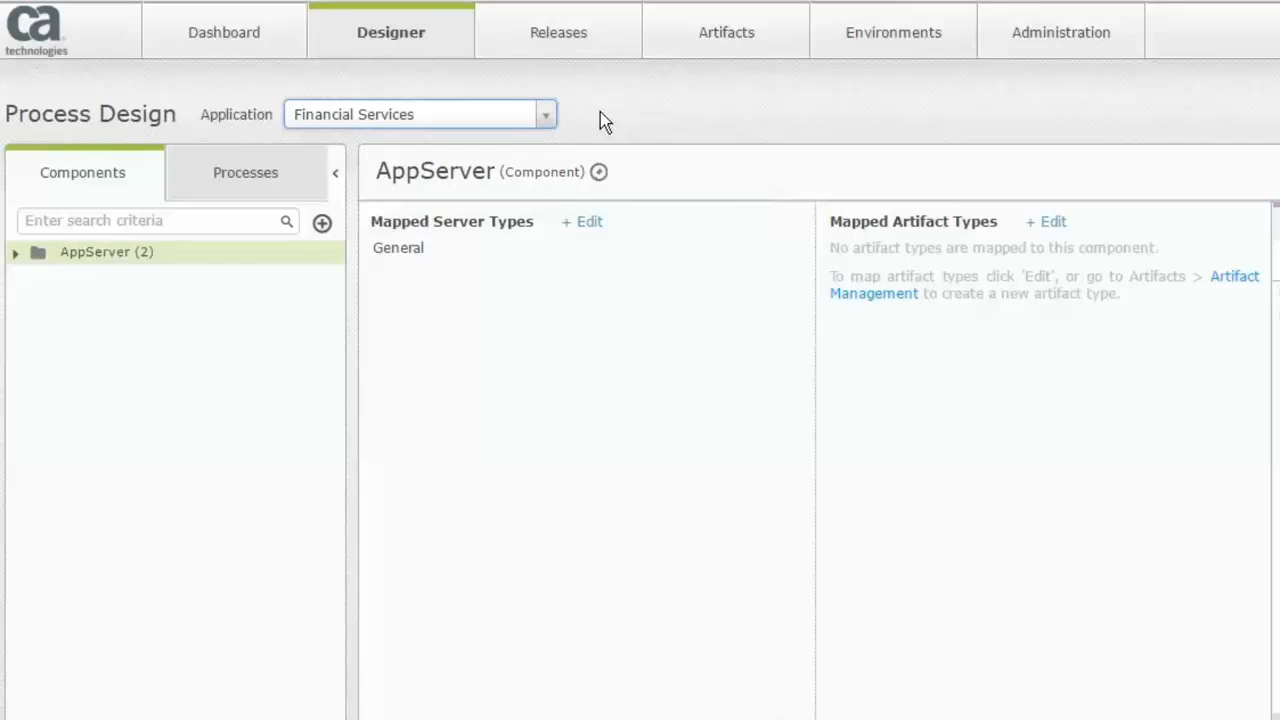 ca
technologies
Dashboard
Designer
Releases
Artifacts
Environments
Administration
Process Design
Application
Financial Services
Components
Processes
AppServer (Component)
Enter search criteria
Mapped Server Types
+ Edit
Mapped Artifact Types
+ Edit
AppServer (2)
General
No artifact types are mapped to this component.
To map artifact types click 'Edit', or go to Artifacts > Artifact
Management to create a new artifact type.